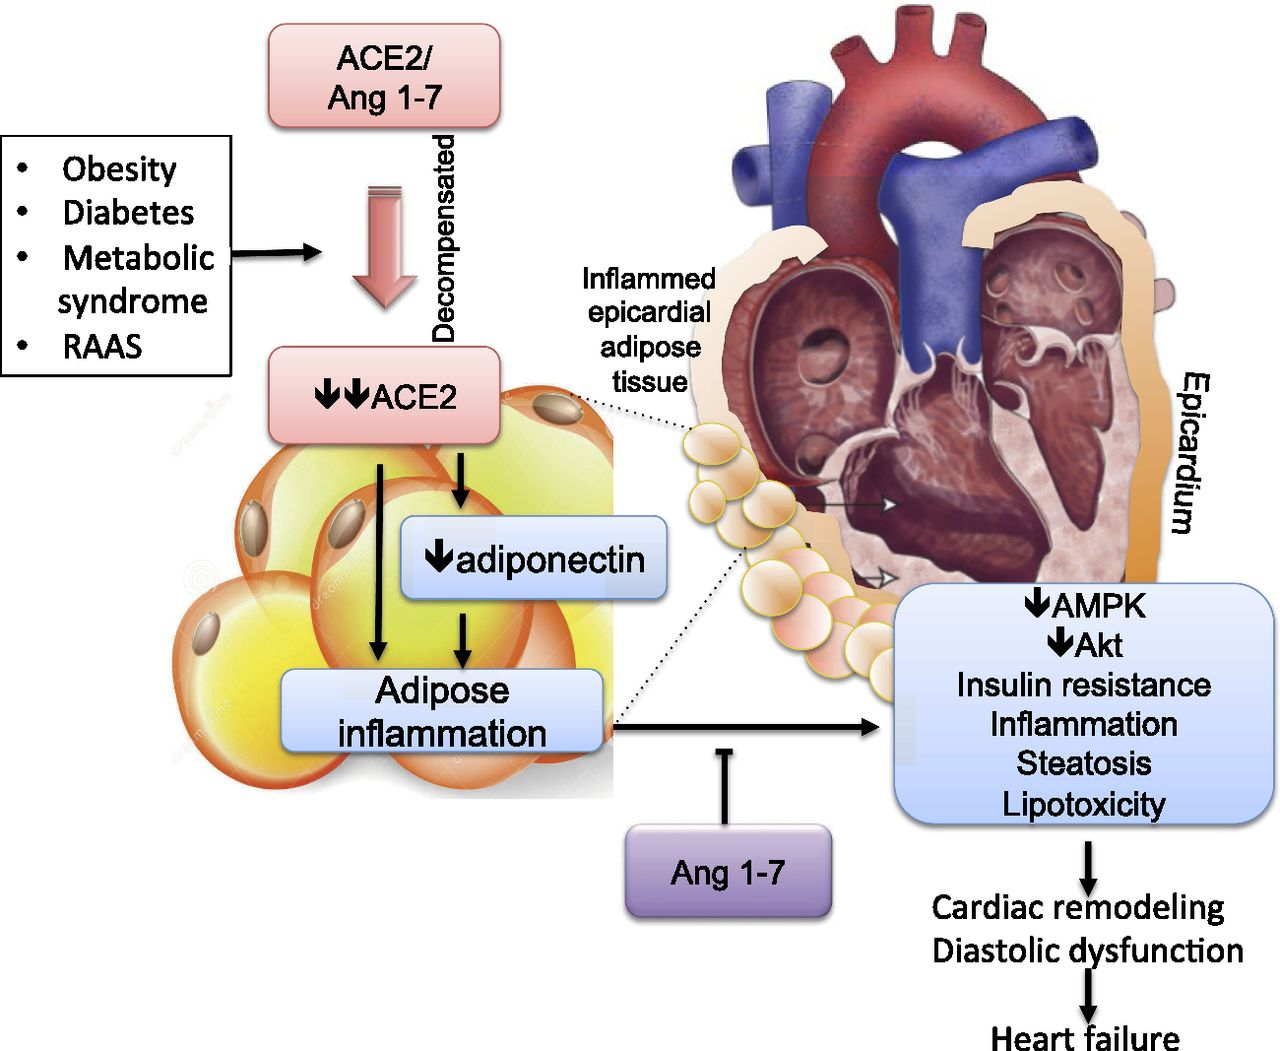 ACE2/
Ang 1-7
• Obesity
• Diabetes
• Metabolic
syndrome
• RAAS
Decompensated
🡻🡻ACE2
🡻adiponectin
Adipose
inflammation
Inflammed
epicardial
adipose
tissue
Epicardium
Ang 1-7
🡻AMPK
🡻Akt
Insulin resistance
Inflammation
Steatosis
Lipotoxicity
Cardiac remodeling
Diastolic dysfunction
Heart failure